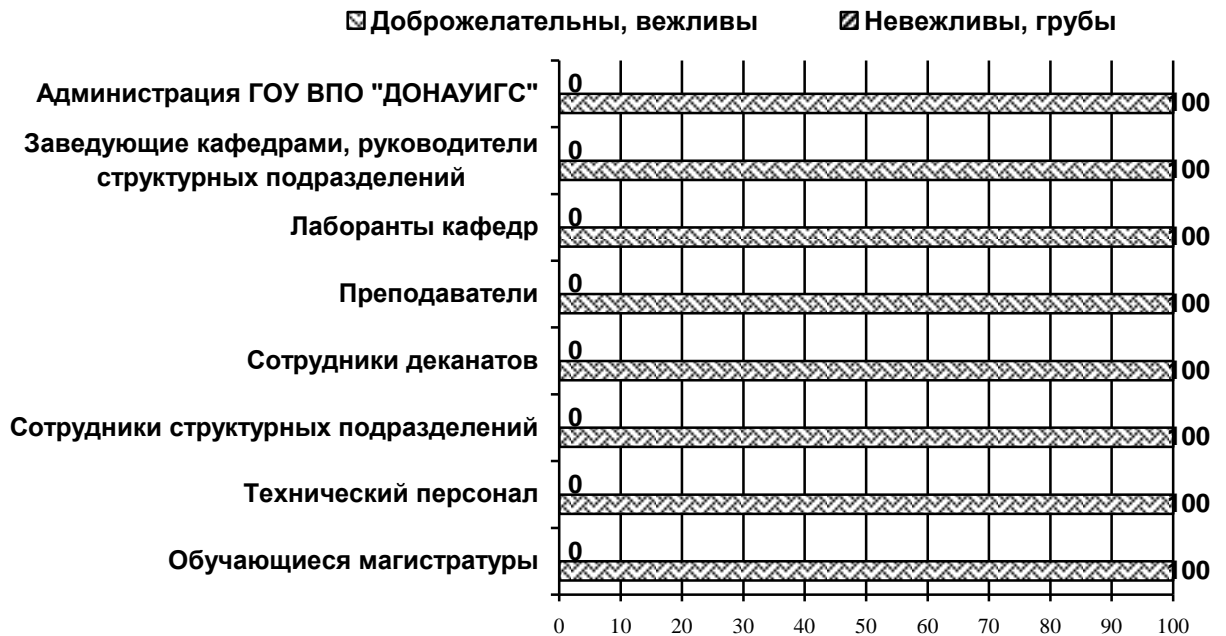 Доброжелательны, вежливы Невежливы, грубы
Администрация ГОУ ВПО "ДОНАУИГС"
0
100
Заведующие кафедрами, руководители
структурных подразделений
0
100
Лаборанты кафедр
0
100
Преподаватели
0
100
Сотрудники деканатов
0
100
Сотрудники структурных подразделений
0
100
Технический персонал
0
100
Обучающиеся магистратуры
0
100
0 10 20 30 40 50 60 70 80 90 100